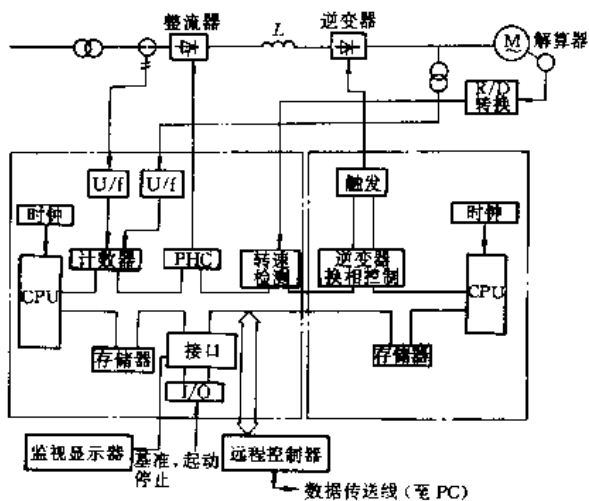 整流器
L
逆变器
M
~
解算器
R/D
转换
U/f
U/f
触发
时钟
时钟
计数器
PHC
转速
检测
逆变器
换相控制
CPU
CPU
存储器
接口
存储器
I/O
监视显示器
基准,起动
停止
远程控制器
数据传送线(至PC)